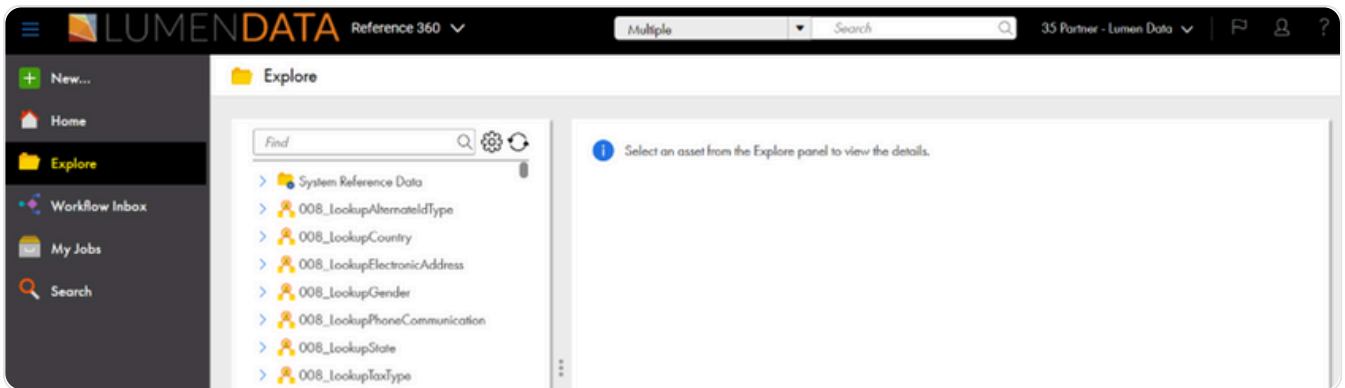 LUMENDATA Reference 360 Multiple Search 35 Partner - Lumen Data ?
New...
Home
Explore
Workflow Inbox
My Jobs
Search
Explore
Find
System Reference Data
008_LookupAlternateIdType
008_LookupCountry
008_LookupElectronicAddress
008_LookupGender
008_LookupPhoneCommunication
008_LookupState
008_LookupTaxType
Select an asset from the Explore panel to view the details.